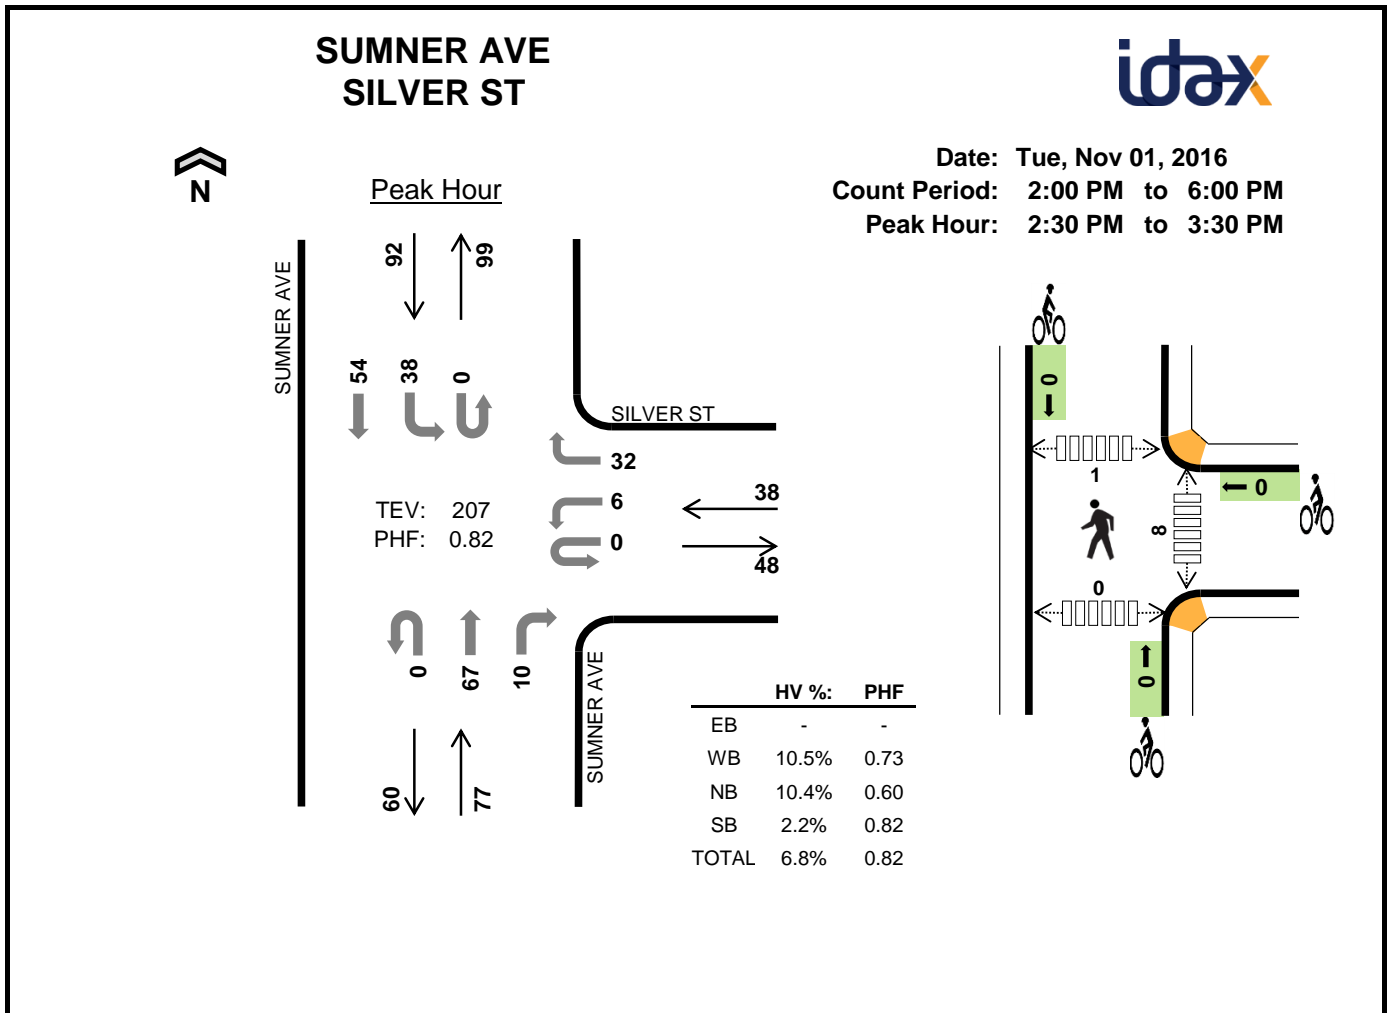 SUMNER AVE
SILVER ST
idax
Date: Tue, Nov 01, 2016
Count Period: 2:00 PM to 6:00 PM
Peak Hour: 2:30 PM to 3:30 PM
N
Peak Hour
92
99
SUMNER AVE
54
38
0
SILVER ST
32
6
0
38
48
TEV: 207
PHF: 0.82
0
67
10
60
77
SUMNER AVE
HV %: PHF
EB - -
WB 10.5% 0.73
NB 10.4% 0.60
SB 2.2% 0.82
TOTAL 6.8% 0.82
0
1
0
8
0
0